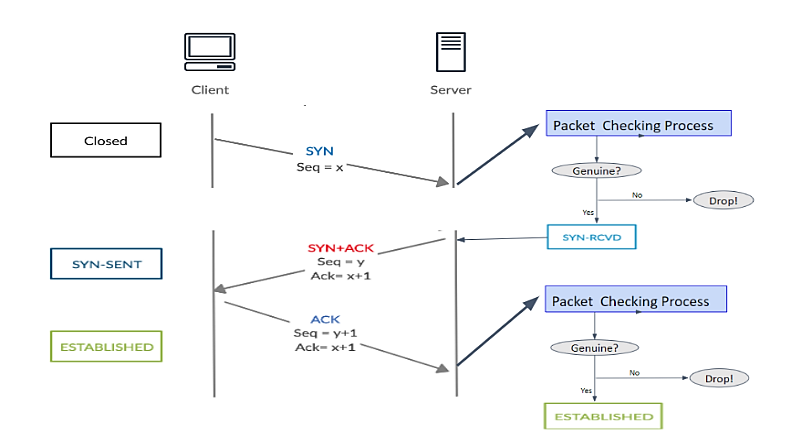 Client
Server
Closed
SYN
Seq = x
Packet Checking Process
Genuine?
No
Drop!
Yes
SYN-RCVD
SYN-SENT
SYN+ACK
Seq = y
Ack= x+1
ESTABLISHED
ACK
Seq = y+1
Ack= x+1
Packet Checking Process
Genuine?
No
Drop!
Yes
ESTABLISHED